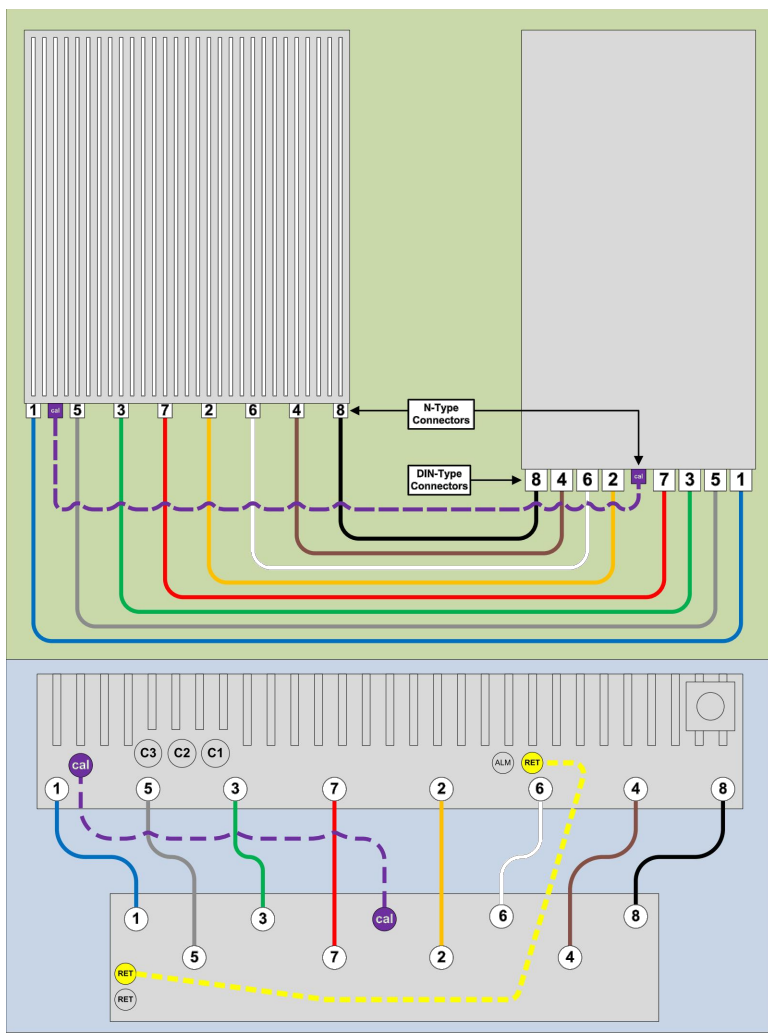 1 cal 5 3 7 2 6 4 8
N-Type
Connectors
DIN-Type
Connectors
8 4 6 2 cal 7 3 5 1
C3 C2 C1 ALM RET
cal
1 5 3 7 2 6 4 8
1 3 cal 6 8
5 7 2 4
RET
RET